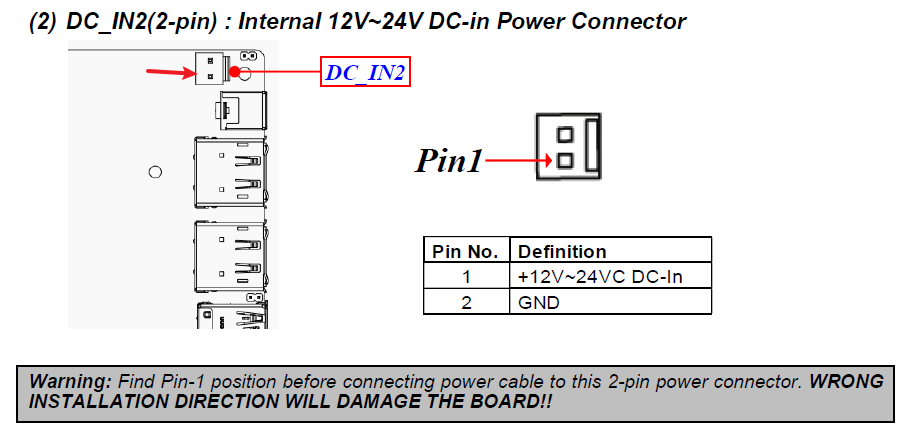 (2) DC_IN2(2-pin) : Internal 12V~24V DC-in Power Connector
DC_IN2
Pin1
Pin No. Definition
1 +12V~24VC DC-In
2 GND
Warning: Find Pin-1 position before connecting power cable to this 2-pin power connector. WRONG
INSTALLATION DIRECTION WILL DAMAGE THE BOARD!!